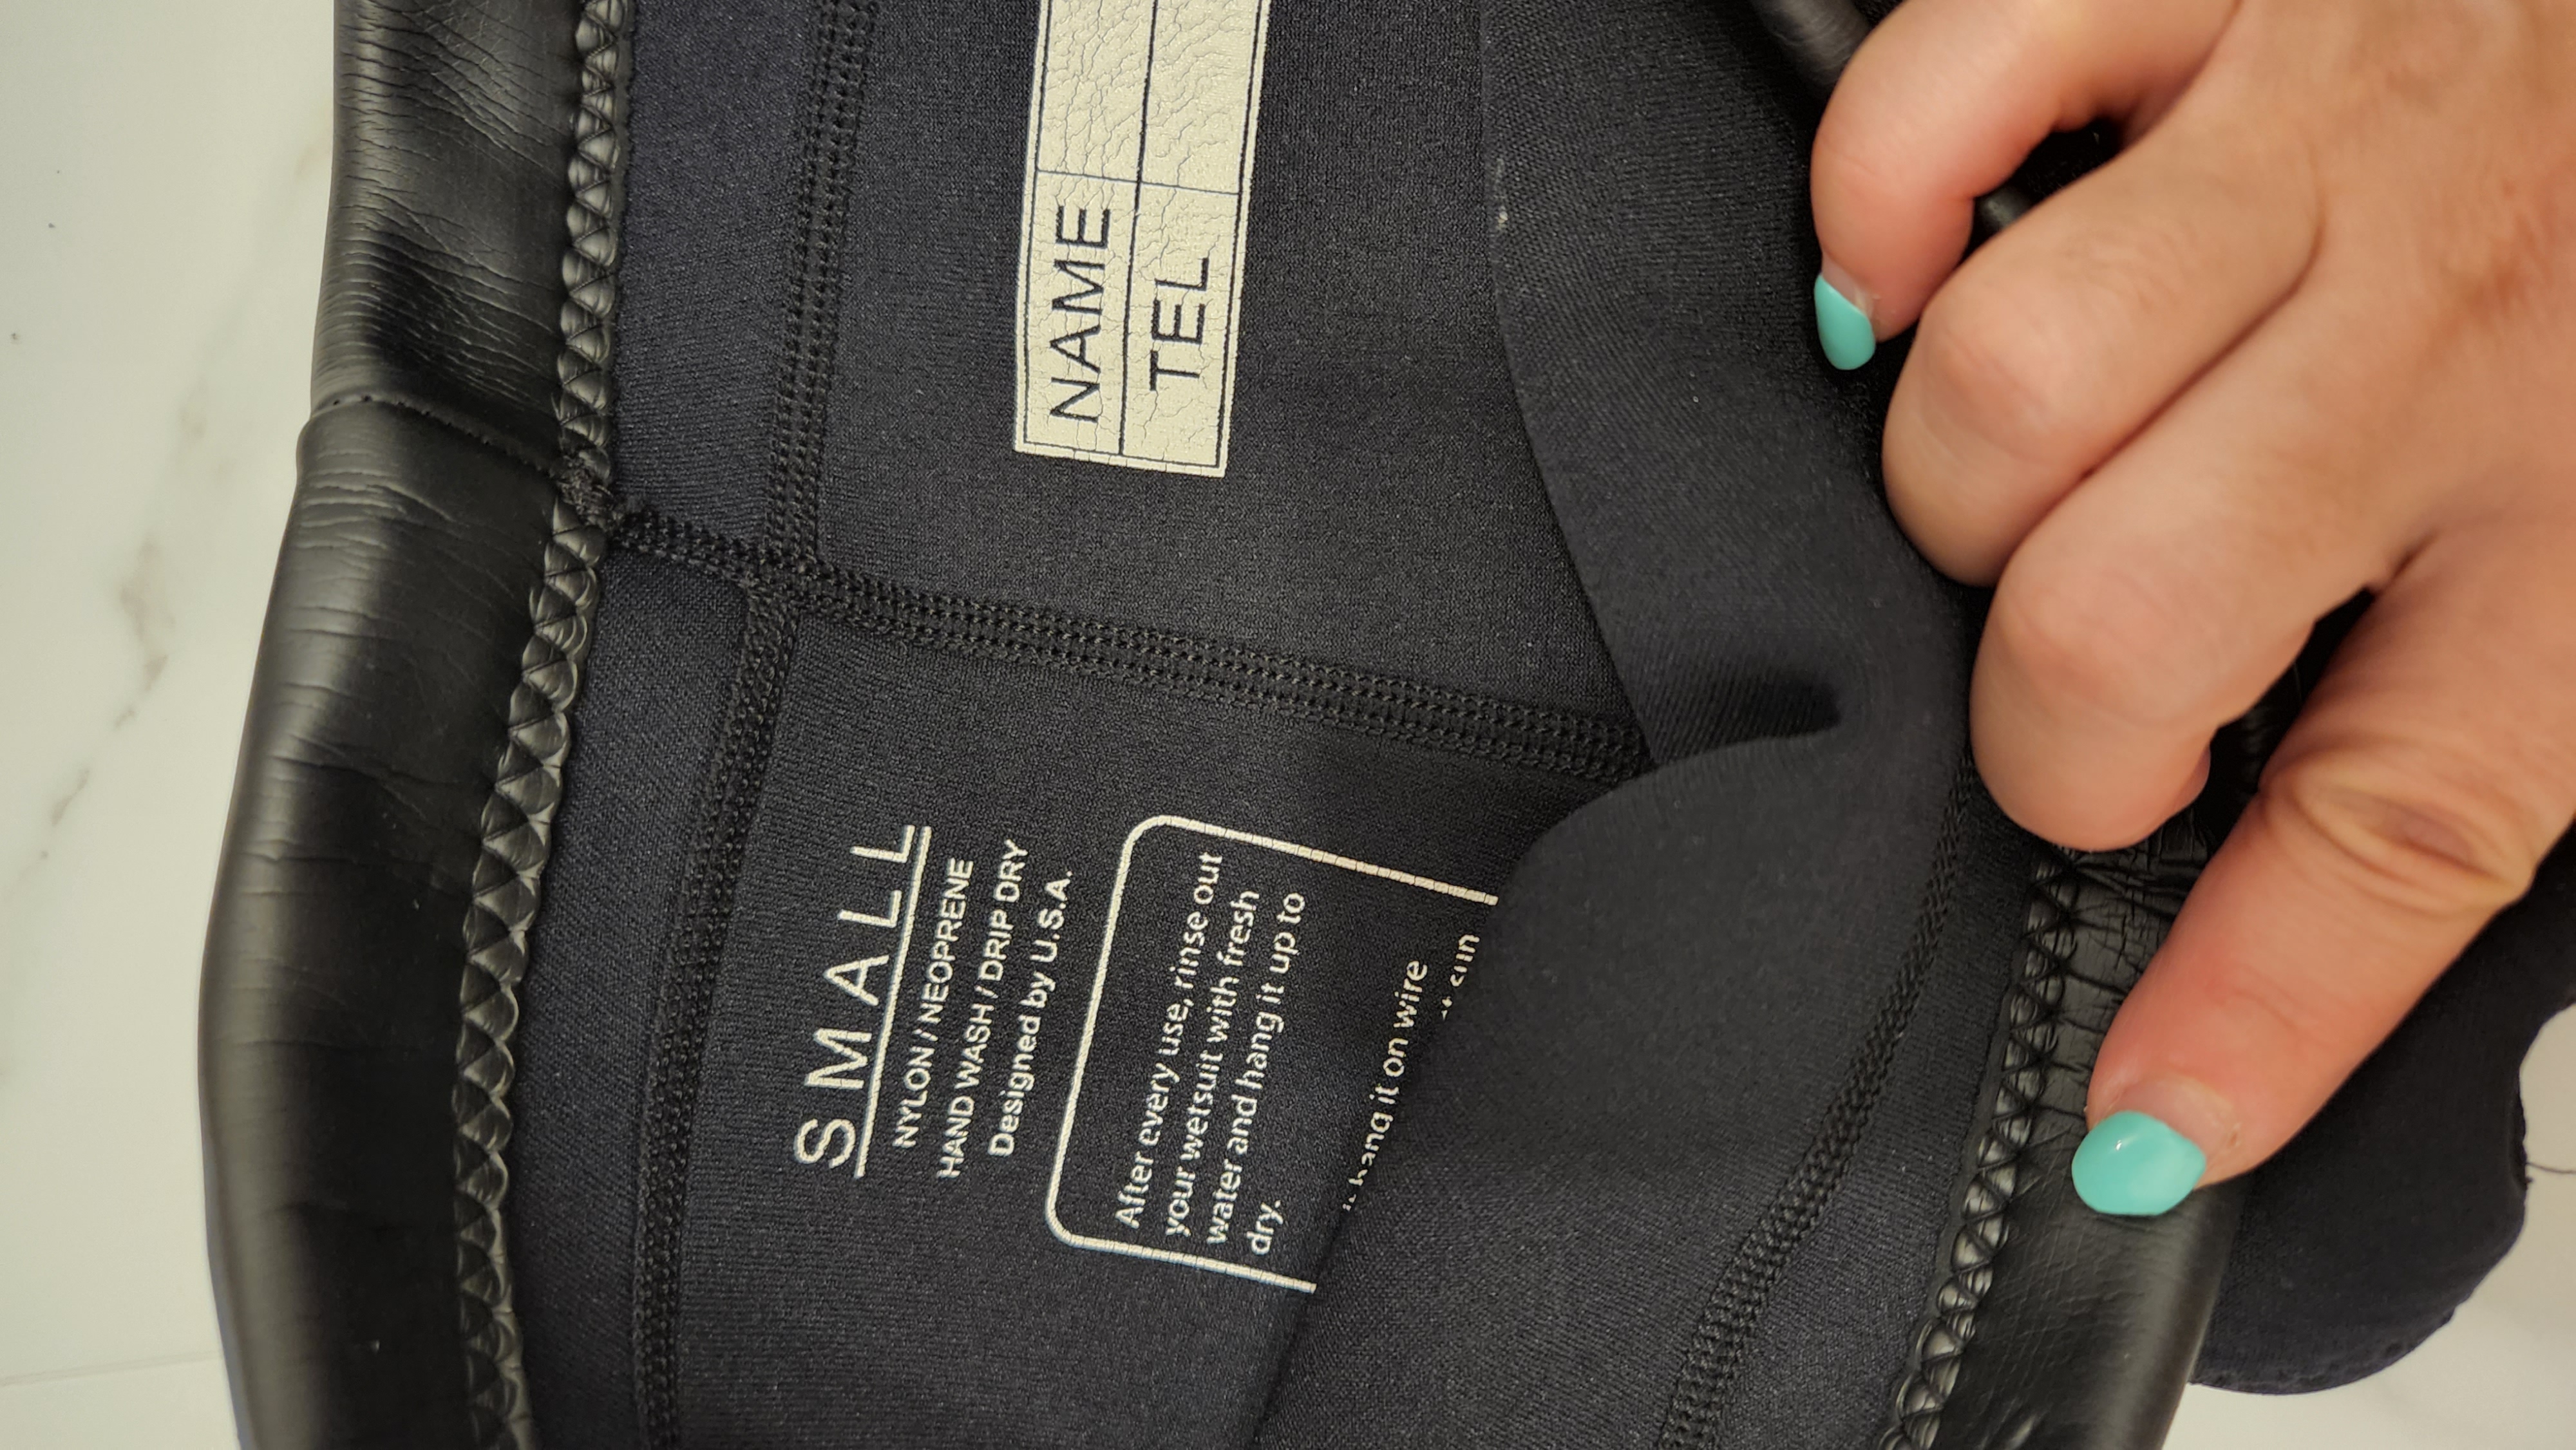 NAME
TEL
SMALL
NYLON / NEOPRENE
HAND WASH / DRIP DRY
Designed by U.S.A.
After every use, rinse out
your wetsuit with fresh
water and hang it up to
dry.
hang it on wire
sun